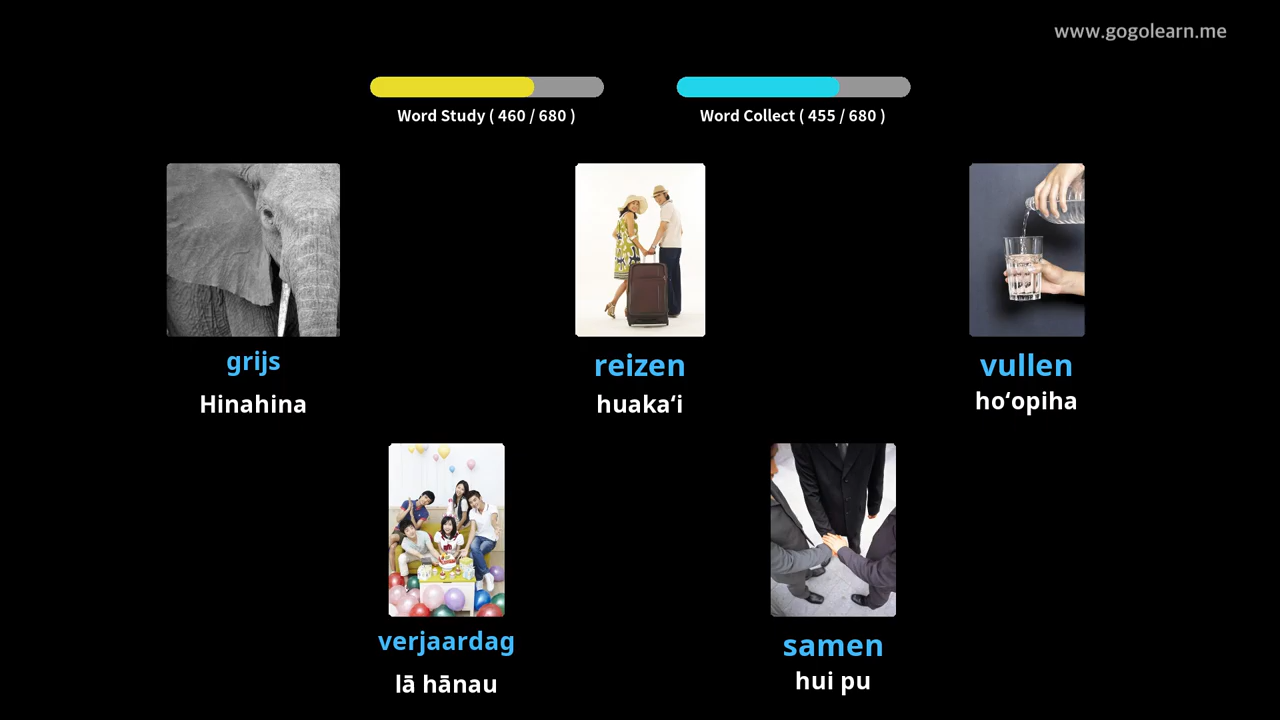 www.gogolearn.me
Word Study ( 460 / 680 )
Word Collect ( 455 / 680 )
grijs
Hinahina
reizen
huakaʻi
vullen
hoʻopiha
verjaardag
lā hānau
samen
hui pu